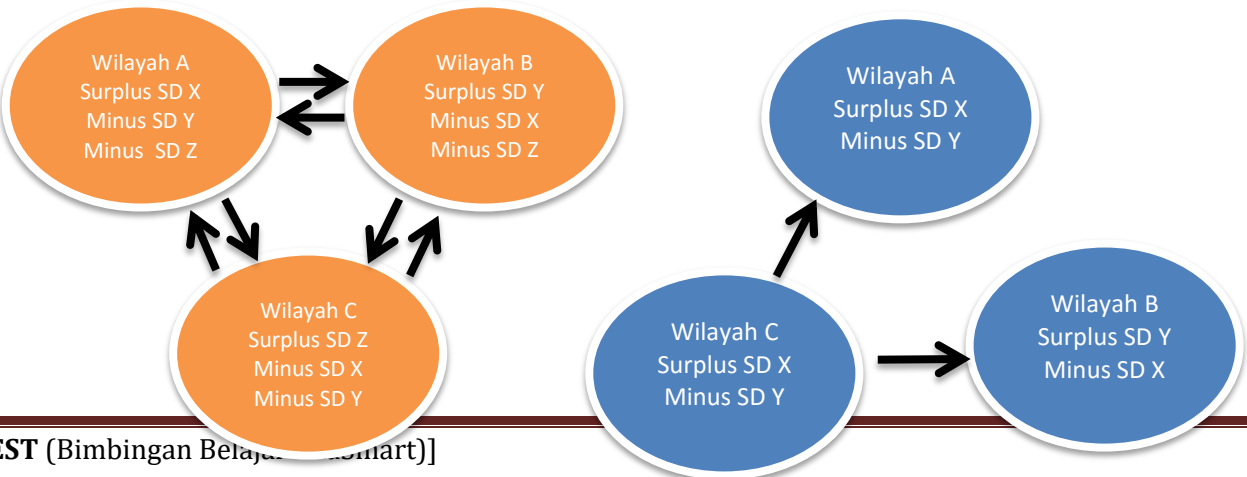 Wilayah A
Surplus SD X
Minus SD Y
Minus SD Z
Wilayah B
Surplus SD Y
Minus SD X
Minus SD Z
Wilayah C
Surplus SD Z
Minus SD X
Minus SD Y
Wilayah A
Surplus SD X
Minus SD Y
Wilayah C
Surplus SD X
Minus SD Y
Wilayah B
Surplus SD Y
Minus SD X
EST (Bimbingan